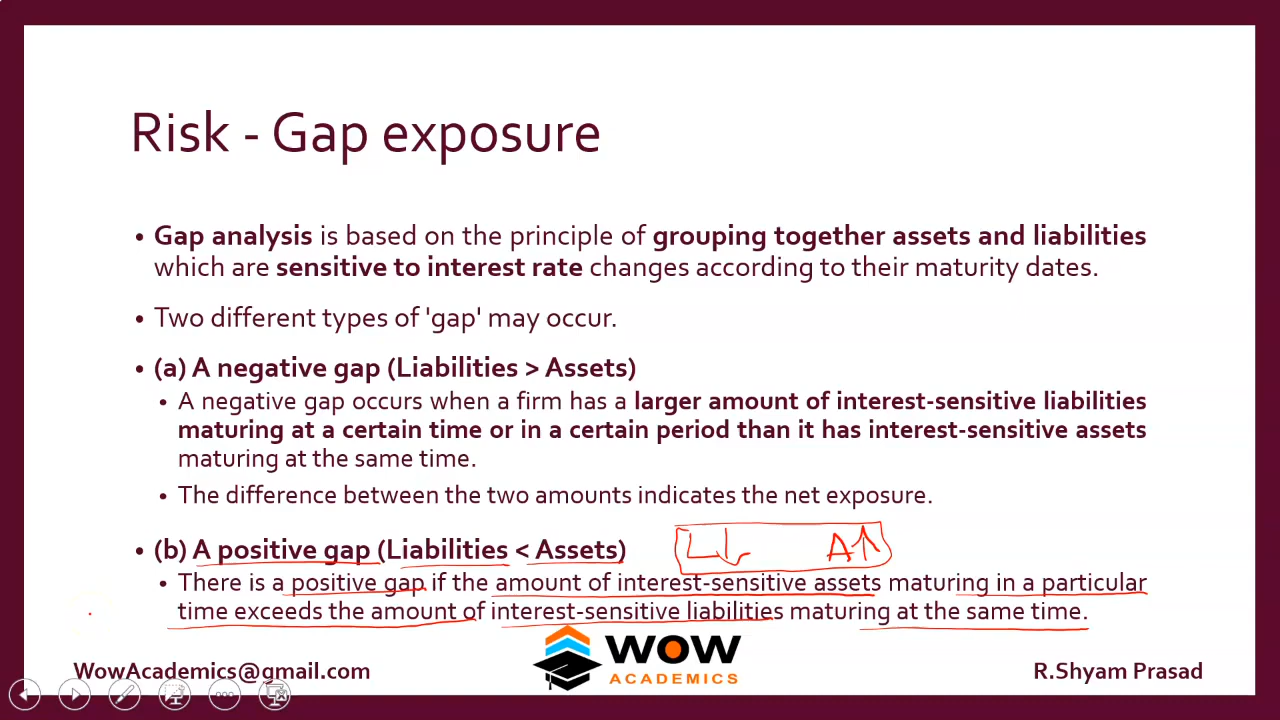 Risk - Gap exposure
• Gap analysis is based on the principle of grouping together assets and liabilities
which are sensitive to interest rate changes according to their maturity dates.
• Two different types of 'gap' may occur.
• (a) A negative gap (Liabilities > Assets)
• A negative gap occurs when a firm has a larger amount of interest-sensitive liabilities
maturing at a certain time or in a certain period than it has interest-sensitive assets
maturing at the same time.
• The difference between the two amounts indicates the net exposure.
• (b) A positive gap (Liabilities < Assets) L↓ A↑
• There is a positive gap if the amount of interest-sensitive assets maturing in a particular
time exceeds the amount of interest-sensitive liabilities maturing at the same time.
WOW
ACADEMICS
WowAcademics@gmail.com
R.Shyam Prasad